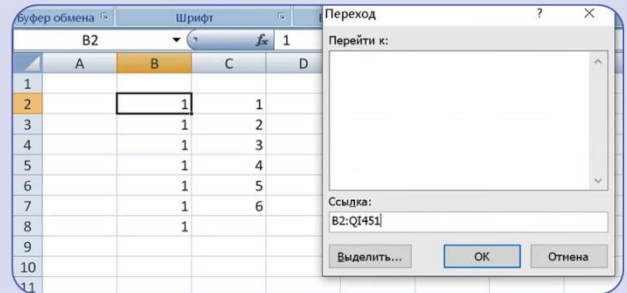 Буфер обмена Шрифт
B2 fx 1
A B C D
1
2 1 1
3 1 2
4 1 3
5 1 4
6 1 5
7 1 6
8 1
9
10
11
Переход ? ×
Перейти к:
Ссылка:
B2:QI451
Выделить... ОК Отмена